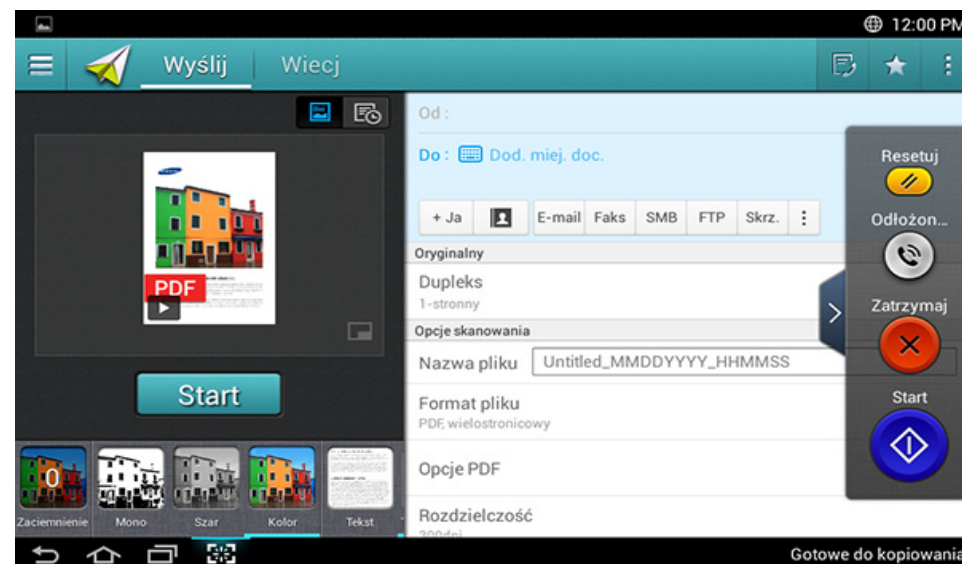 12:00 PM
Wyślij
Wiecj
Od :
Do : Dod. miej. doc.
+ Ja
E-mail
Faks
SMB
FTP
Skrz.
Oryginalny
Dupleks
1-stronny
Opcje skanowania
Nazwa pliku
Untitled_MMDDYYYY_HHMMSS
Format pliku
PDF, wielostronicowy
Opcje PDF
Rozdzielczość
PDF
Start
0
Zaciemnienie
Mono
Szar
Kolor
Tekst
Resetuj
Odłożon...
Zatrzymaj
Start
Gotowe do kopiowania